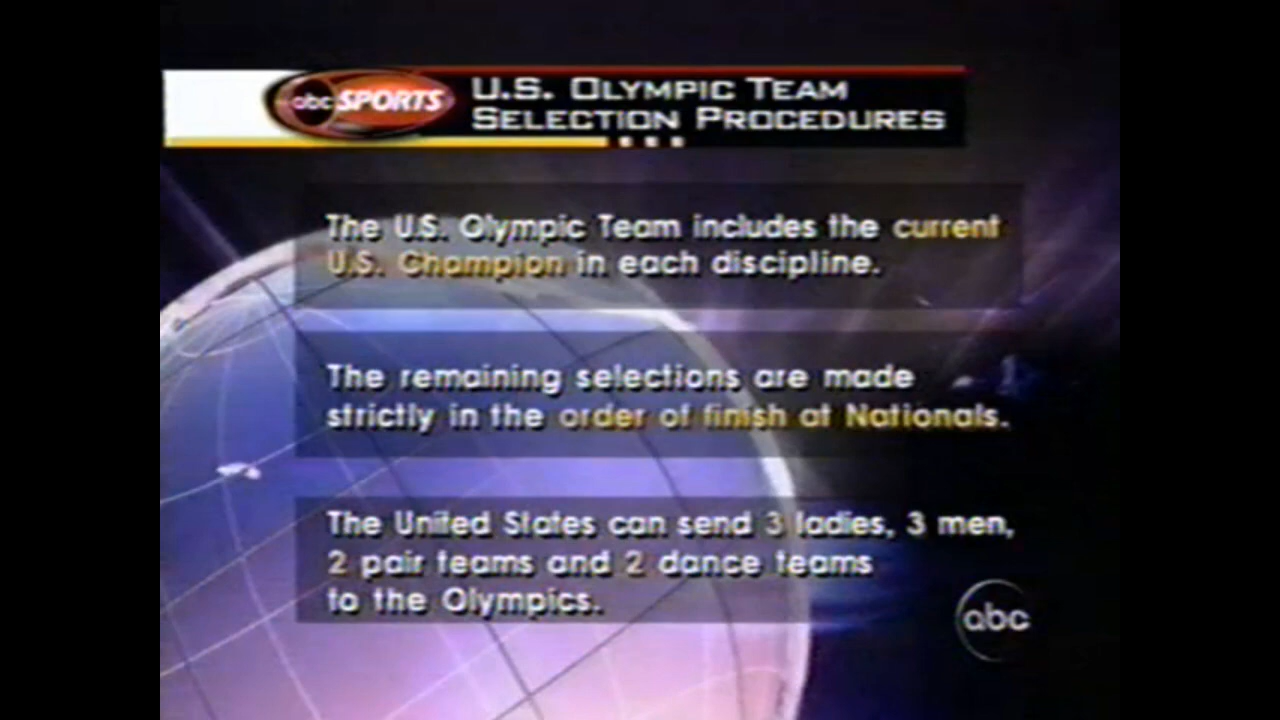 abc SPORTS
U.S. OLYMPIC TEAM
SELECTION PROCEDURES
The U.S. Olympic Team includes the current
U.S. Champion in each discipline.
The remaining selections are made
strictly in the order of finish at Nationals.
The United States can send 3 ladies, 3 men,
2 pair teams and 2 dance teams
to the Olympics.
abc